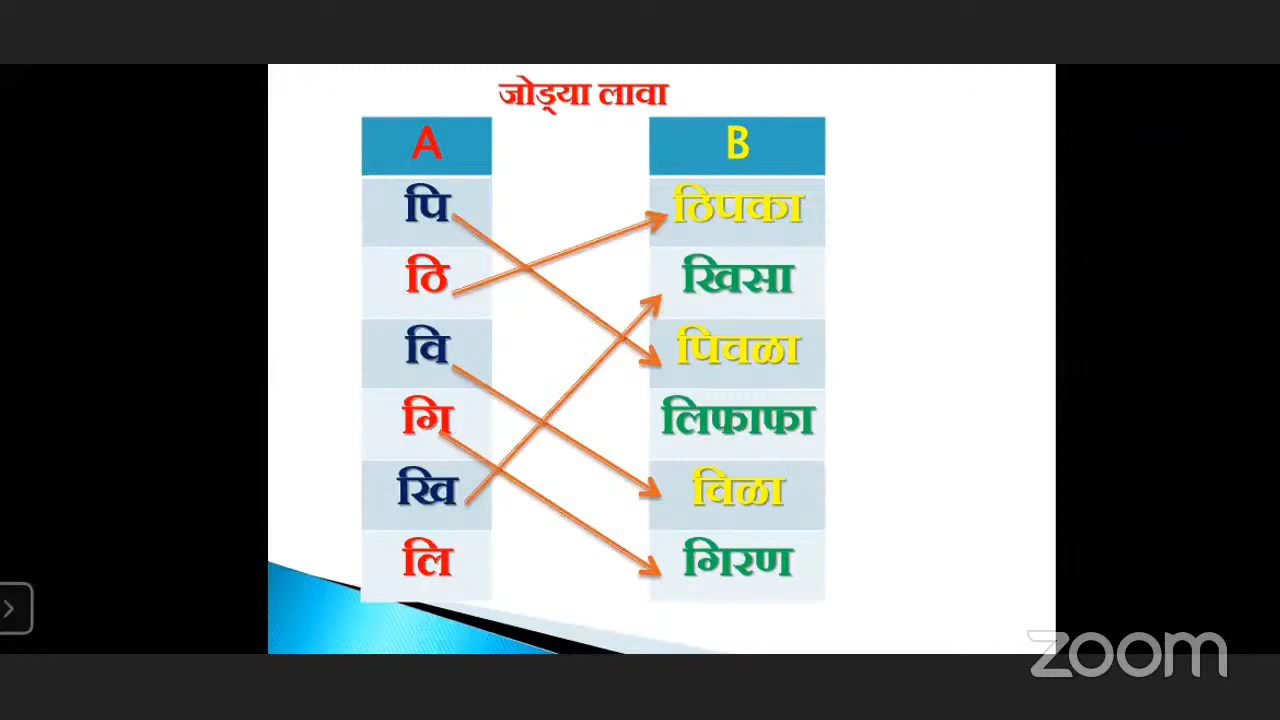 जोड्या लावा
A B
पि ठिपका
ठि खिसा
वि पिवळा
गि लिफाफा
खि विळा
लि गिरण
zoom